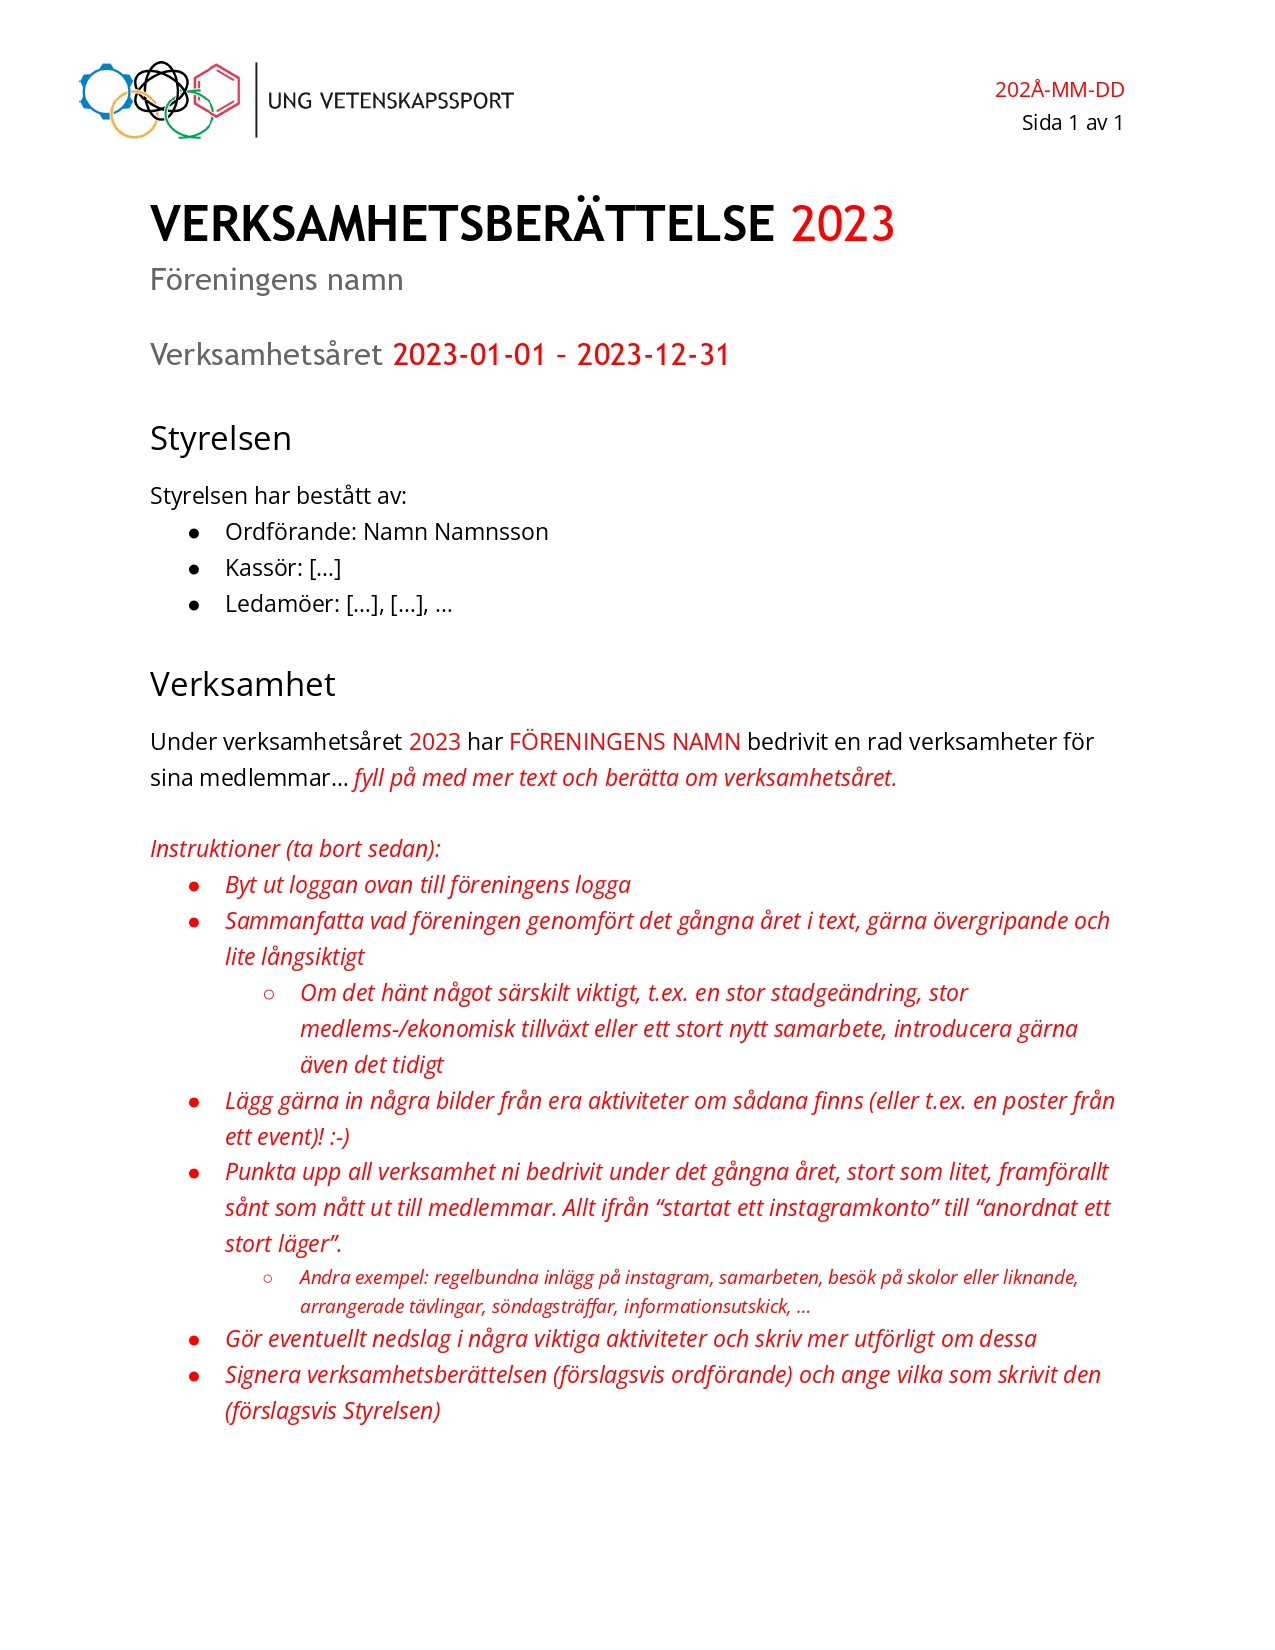 UNG VETENSKAPSSPORT
202Å-MM-DD
Sida 1 av 1
VERKSAMHETSBERÄTTELSE 2023
Föreningens namn
Verksamhetsåret 2023-01-01 – 2023-12-31
Styrelsen
Styrelsen har bestått av:
● Ordförande: Namn Namnsson
● Kassör: [...]
● Ledamöer: [...], [...], ...
Verksamhet
Under verksamhetsåret 2023 har FÖRENINGENS NAMN bedrivit en rad verksamheter för
sina medlemmar... fyll på med mer text och berätta om verksamhetsåret.
Instruktioner (ta bort sedan):
● Byt ut loggan ovan till föreningens logga
● Sammanfatta vad föreningen genomfört det gångna året i text, gärna övergripande och
lite långsiktigt
○ Om det hänt något särskilt viktigt, t.ex. en stor stadgeändring, stor
medlems-/ekonomisk tillväxt eller ett stort nytt samarbete, introducera gärna
även det tidigt
● Lägg gärna in några bilder från era aktiviteter om sådana finns (eller t.ex. en poster från
ett event)! :-)
● Punkta upp all verksamhet ni bedrivit under det gångna året, stort som litet, framförallt
sånt som nått ut till medlemmar. Allt ifrån “startat ett instagramkonto” till “anordnat ett
stort läger”.
○ Andra exempel: regelbundna inlägg på instagram, samarbeten, besök på skolor eller liknande,
arrangerade tävlingar, söndagsträffar, informationsutskick, ...
● Gör eventuellt nedslag i några viktiga aktiviteter och skriv mer utförligt om dessa
● Signera verksamhetsberättelsen (förslagsvis ordförande) och ange vilka som skrivit den
(förslagsvis Styrelsen)